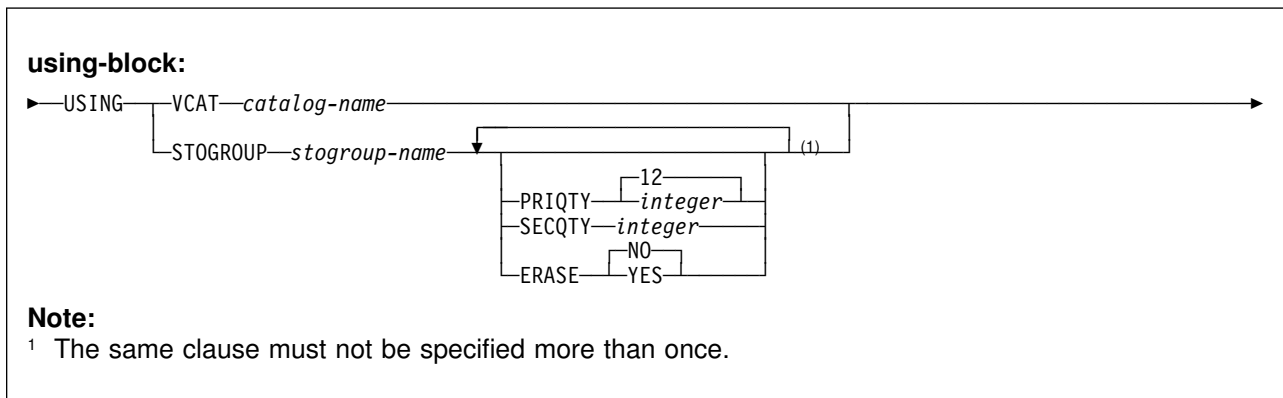 using-block:
USING VCAT catalog-name
STOGROUP stogroup-name (1)
12
PRIQTY integer
SECQTY integer
NO
ERASE YES
Note:
1 The same clause must not be specified more than once.